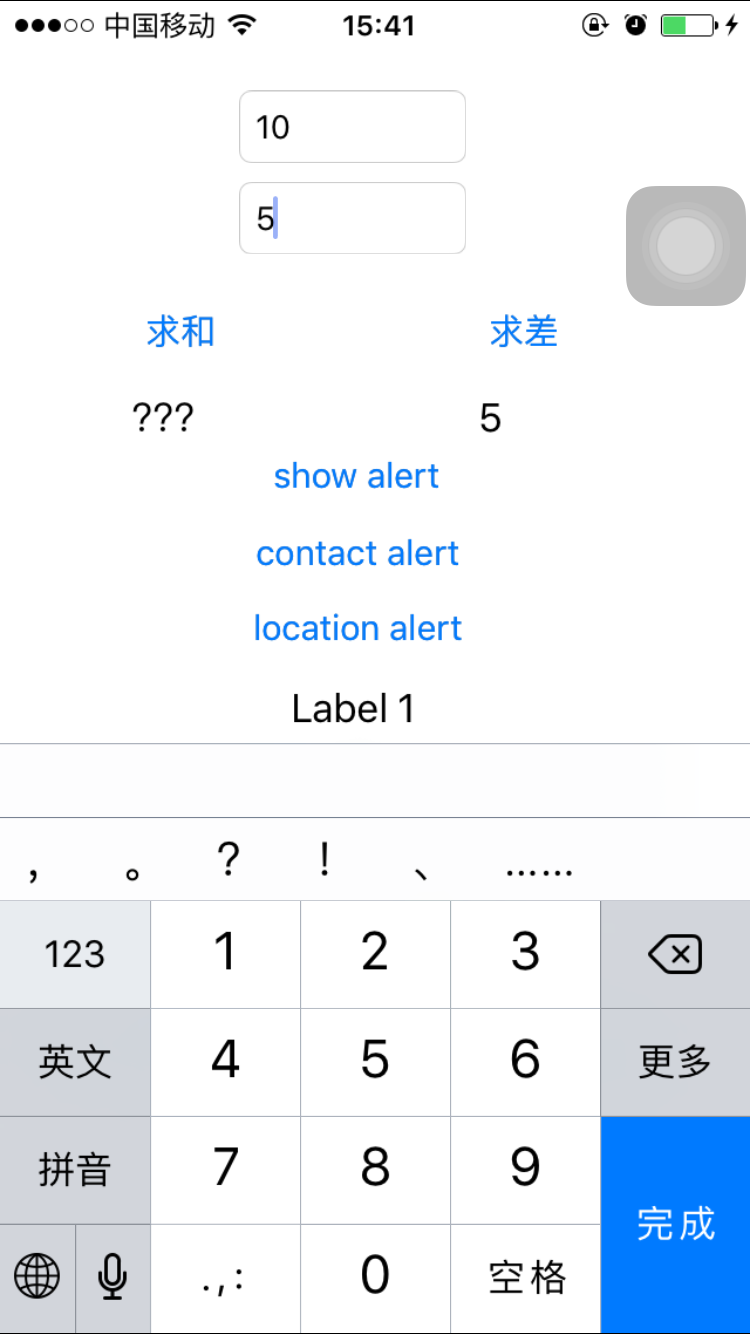 中国移动 15:41
10
5
求和 求差
??? 5
show alert
contact alert
location alert
Label 1
， 。 ？ ！ 、 ……
123 1 2 3
英文 4 5 6 更多
拼音 7 8 9
完成
.,: 0 空格